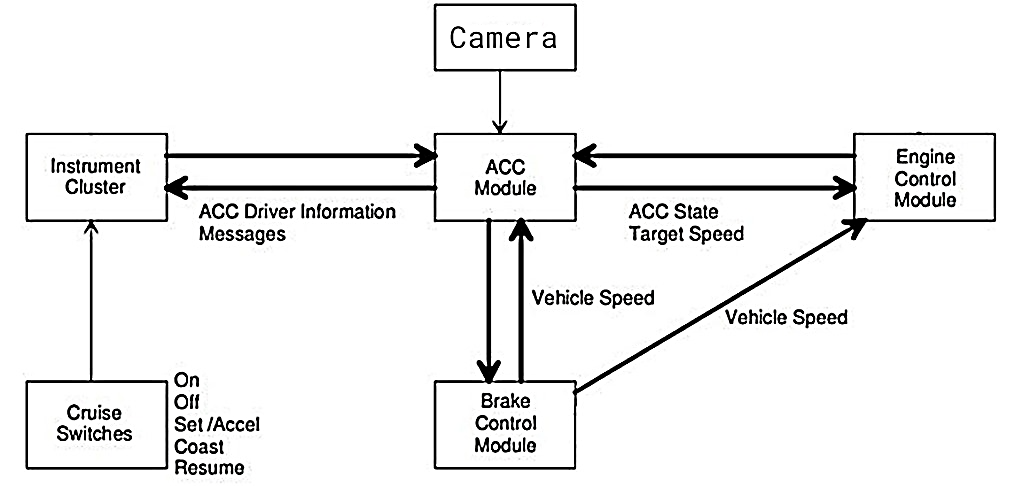 Camera
Instrument
Cluster
ACC
Module
Engine
Control
Module
ACC Driver Information
Messages
ACC State
Target Speed
Vehicle Speed
Vehicle Speed
Cruise
Switches
On
Off
Set /Accel
Coast
Resume
Brake
Control
Module